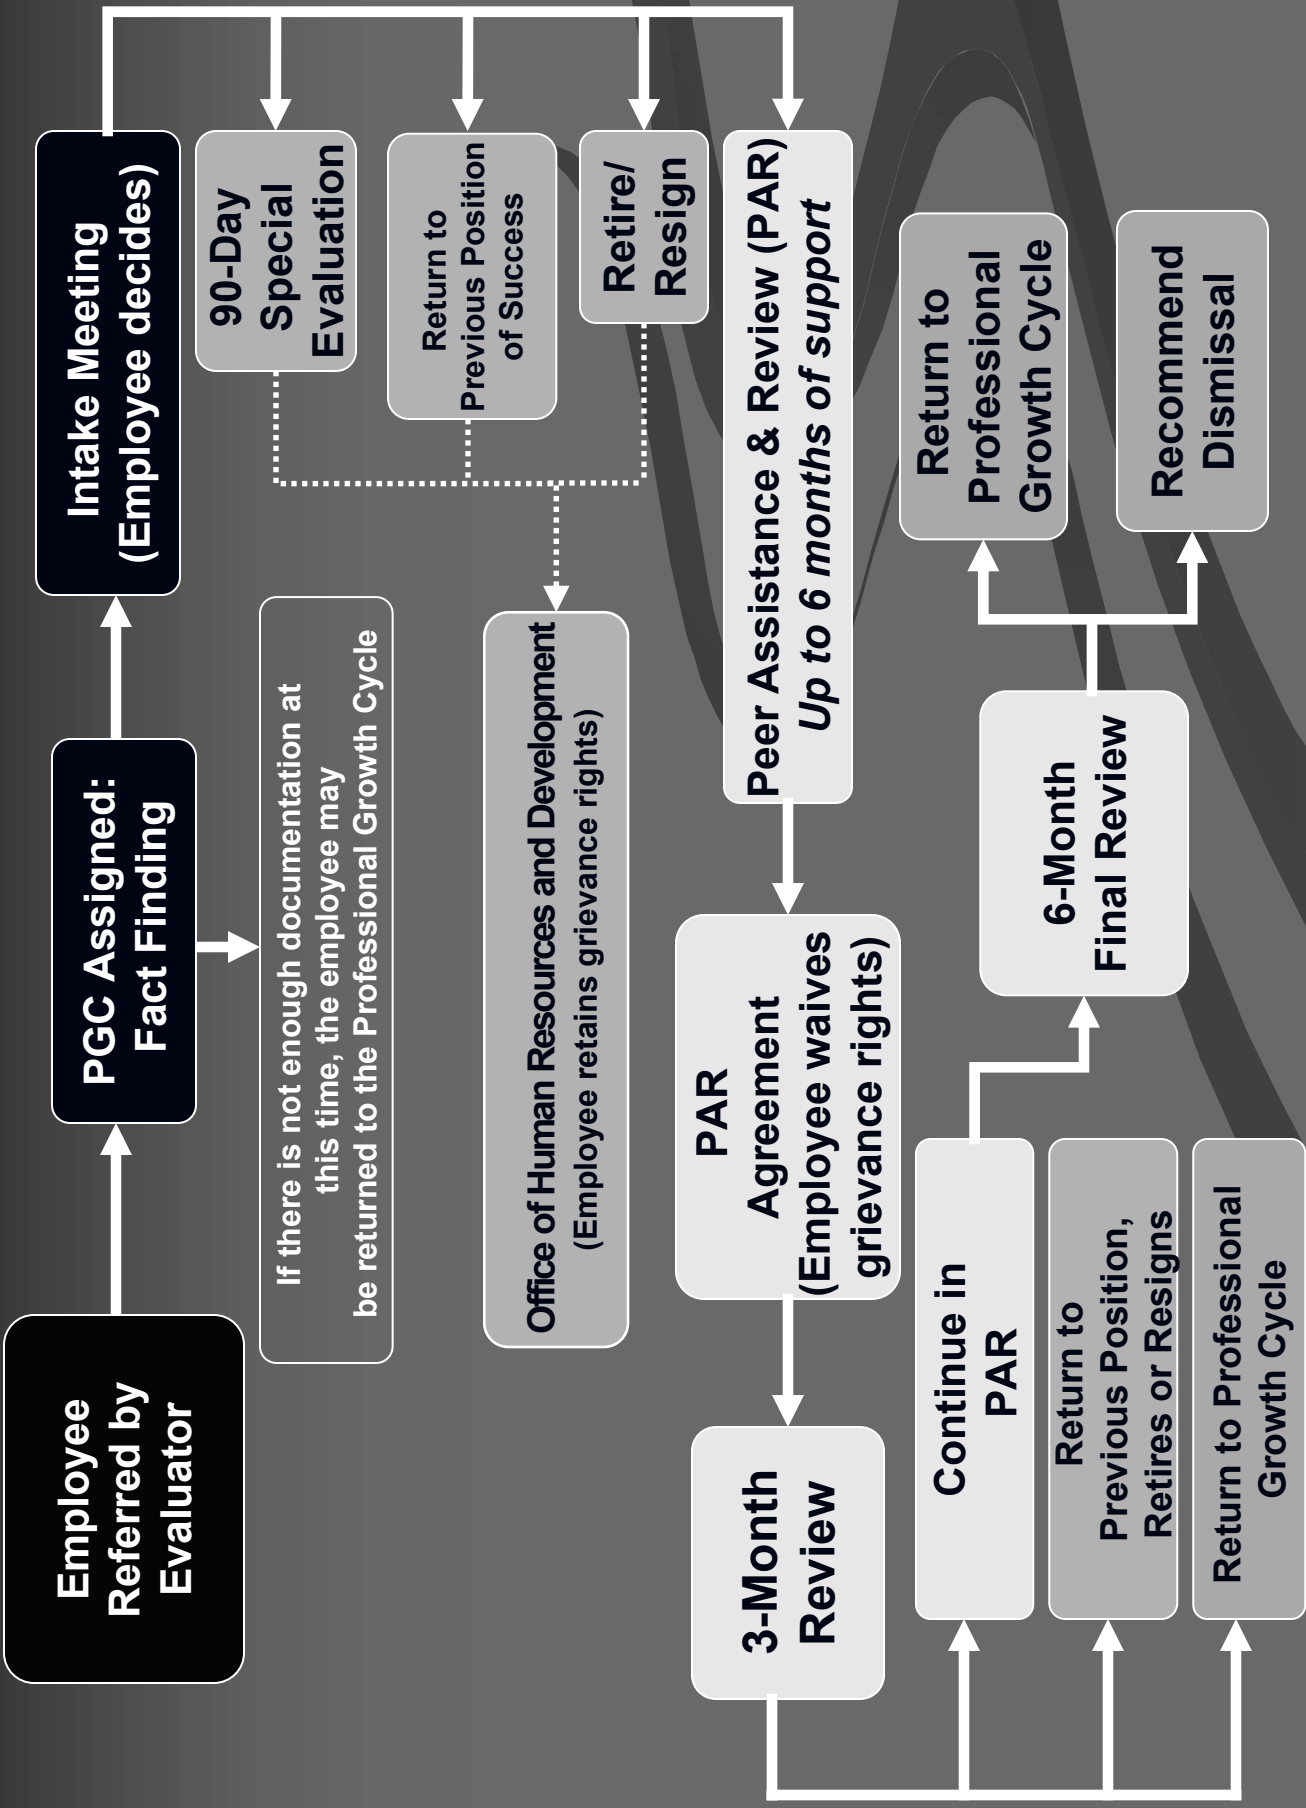 Employee
Referred by
Evaluator
PGC Assigned:
Fact Finding
Intake Meeting
(Employee decides)
If there is not enough documentation at
this time, the employee may
be returned to the Professional Growth Cycle
90-Day
Special
Evaluation
Return to
Previous Position
of Success
Retire/
Resign
Office of Human Resources and Development
(Employee retains grievance rights)
Peer Assistance & Review (PAR)
Up to 6 months of support
PAR
Agreement
(Employee waives
grievance rights)
3-Month
Review
Continue in
PAR
Return to
Previous Position,
Retires or Resigns
Return to Professional
Growth Cycle
6-Month
Final Review
Return to
Professional
Growth Cycle
Recommend
Dismissal